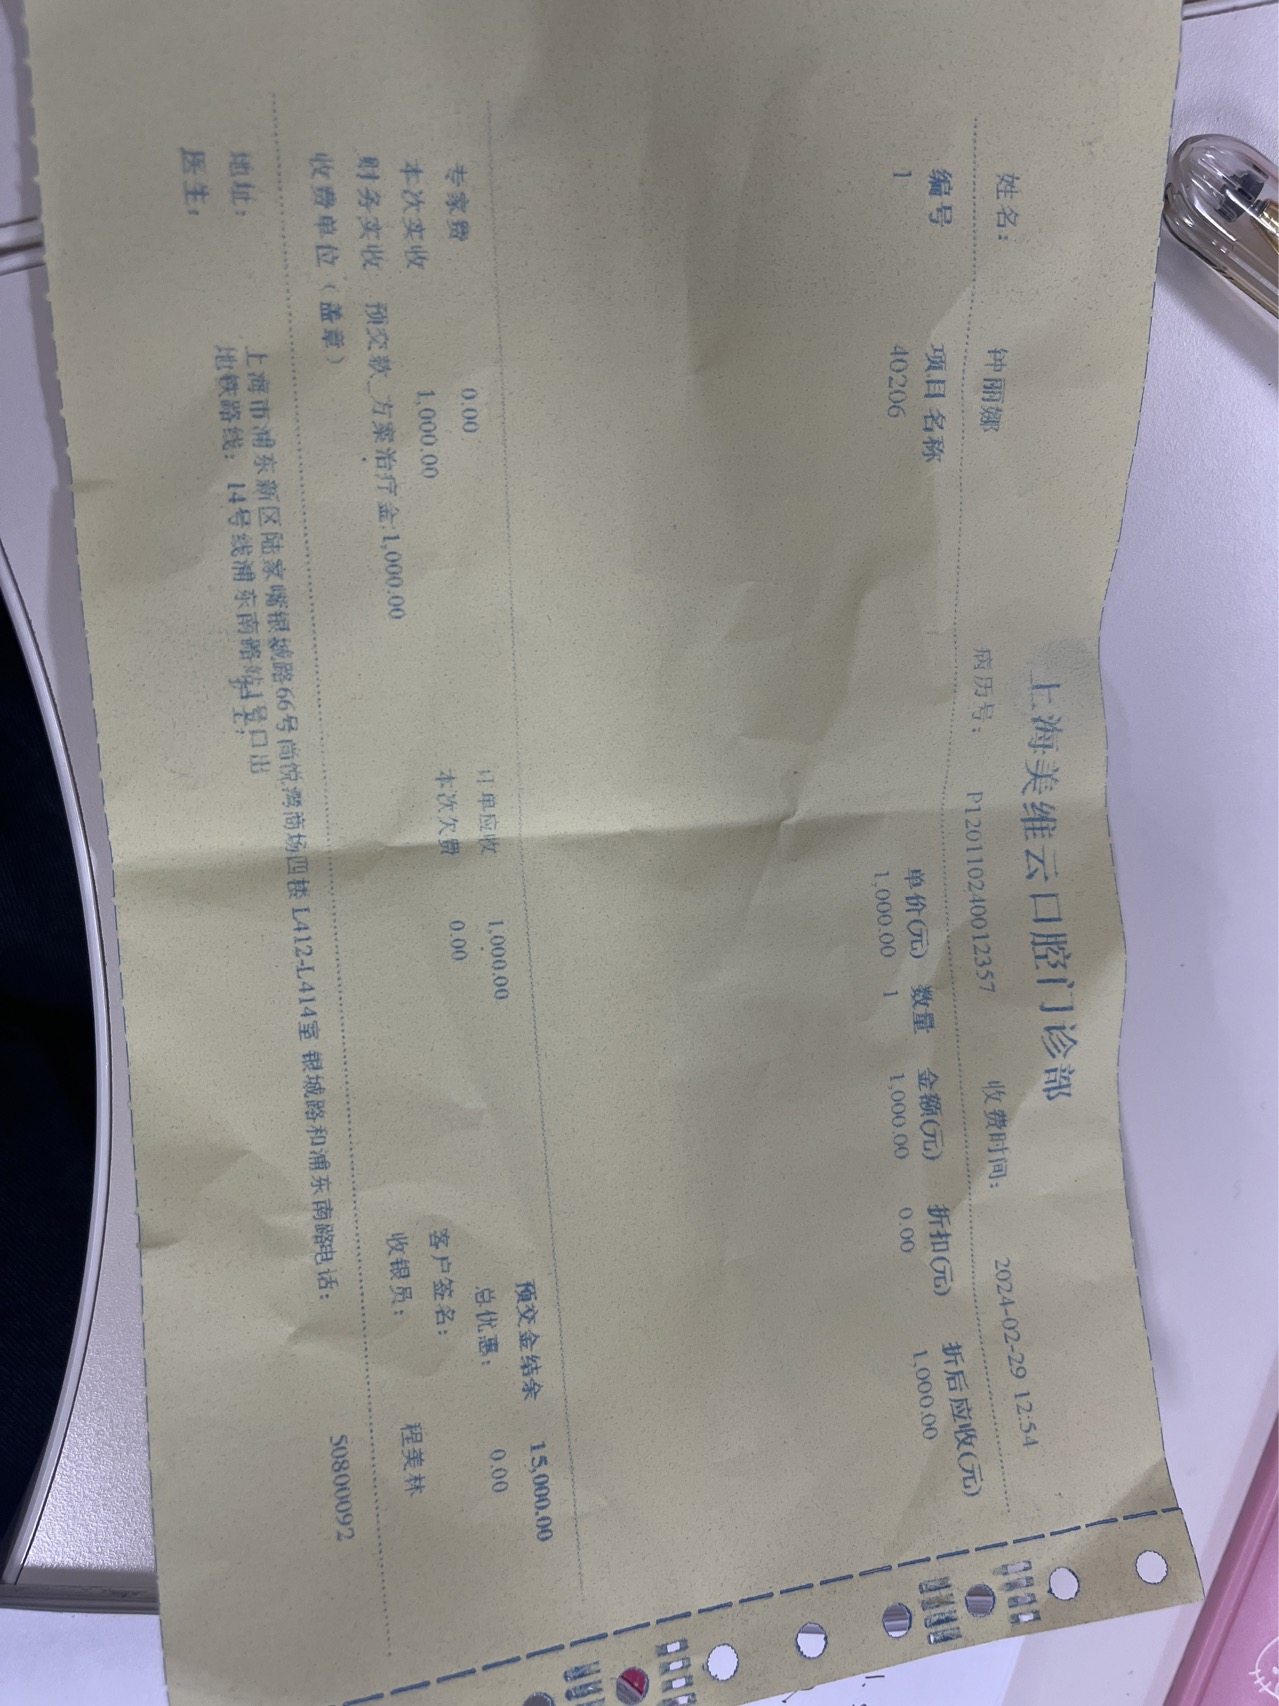 上海美维云口腔门诊部
姓名： 钟丽娜 病历号： P120110240012357 收费时间： 2024-02-29 12:54
编号 项目名称 单价(元) 数量 金额(元) 折扣(元) 折后应收(元)
1 40206 1,000.00 1 1,000.00 0.00 1,000.00
预交金结余 15,000.00
专家费 0.00 订单应收 1,000.00 总优惠： 0.00
本次实收 1,000.00 本次欠费 0.00 客户签名：
财务实收 预交款_方案治疗金:1,000.00 收银员： 程美林
收费单位（盖章）
地址： 上海市浦东新区陆家嘴银城路66号尚悦湾商场四楼L412-L414室 银城路和浦东南路 电话： 50800092
地铁路线： 14号线浦东南路站1号口出
医生： 护士：